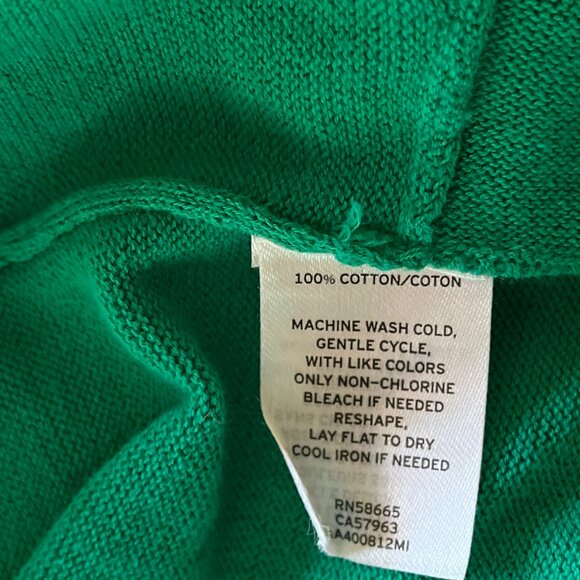 100% COTTON/COTON
MACHINE WASH COLD,
GENTLE CYCLE,
WITH LIKE COLORS
ONLY NON-CHLORINE
BLEACH IF NEEDED
RESHAPE,
LAY FLAT TO DRY
COOL IRON IF NEEDED
RN58665
CA57963
A400812MI